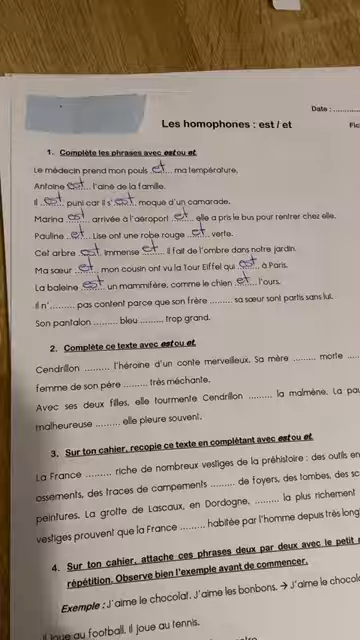 Date : ..........
Les homophones : est / et
Fic
1. Complète les phrases avec est ou et.
Le médecin prend mon pouls ..et.. ma température.
Antoine ..est.. l'aîné de la famille.
Il ..est.. puni car il s'..est.. moqué d'un camarade.
Marina ..est.. arrivée à l'aéroport ..et.. elle a pris le bus pour rentrer chez elle.
Pauline ..et.. Lise ont une robe rouge ..et.. verte.
Cet arbre ..est.. immense ..et.. il fait de l'ombre dans notre jardin.
Ma sœur ..et.. mon cousin ont vu la Tour Eiffel qui ..est.. à Paris.
La baleine ..est.. un mammifère, comme le chien ..et.. l'ours.
Il n'......... pas content parce que son frère ......... sa sœur sont partis sans lui.
Son pantalon ......... bleu ......... trop grand.
2. Complète ce texte avec est ou et.
Cendrillon ......... l'héroïne d'un conte merveilleux. Sa mère ......... morte ....
femme de son père ......... très méchante.
Avec ses deux filles, elle tourmente Cendrillon ......... la malmène. La pau
malheureuse ......... elle pleure souvent.
3. Sur ton cahier, recopie ce texte en complétant avec est ou et.
La France ......... riche de nombreux vestiges de la préhistoire : des outils en
ossements, des traces de campements ......... de foyers, des tombes, des sc
peintures. La grotte de Lascaux, en Dordogne, ......... la plus richement
vestiges prouvent que la France ......... habitée par l'homme depuis très long
4. Sur ton cahier, attache ces phrases deux par deux avec le petit
répétition. Observe bien l'exemple avant de commencer.
Exemple : J'aime le chocolat. J'aime les bonbons. → J'aime le chocol
Il joue au football. Il joue au tennis.